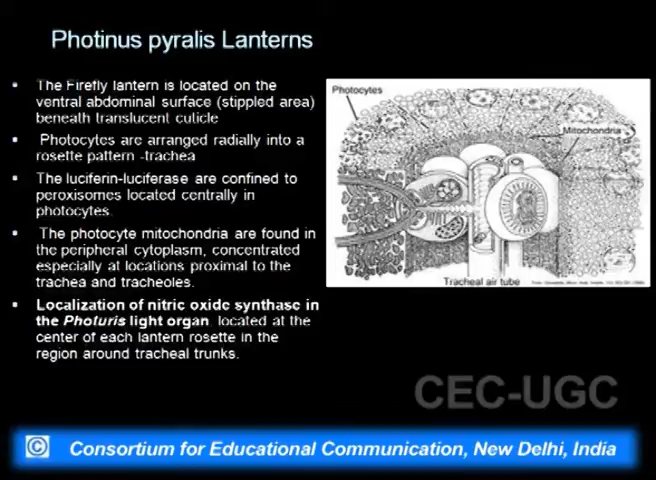 Photinus pyralis Lanterns
The Firefly lantern is located on the
ventral abdominal surface (stippled area)
beneath translucent cuticle
Photocytes are arranged radially into a
rosette pattern -trachea
The luciferin-luciferase are confined to
peroxisomes located centrally in
photocytes.
The photocyte mitochondria are found in
the peripheral cytoplasm, concentrated
especially at locations proximal to the
trachea and tracheoles.
Localization of nitric oxide synthase in
the Photuris light organ, located at the
center of each lantern rosette in the
region around tracheal trunks.
Photocytes
Mitochondria
Tracheal air tube
CEC-UGC
© Consortium for Educational Communication, New Delhi, India